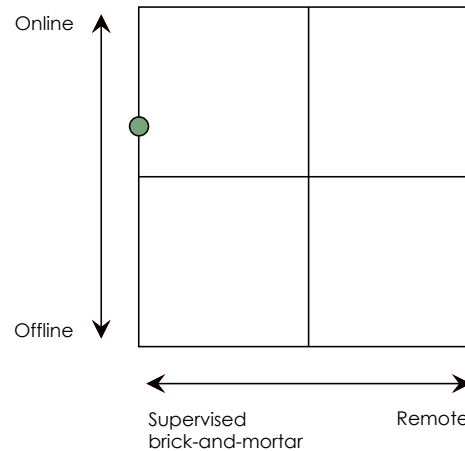 Online
Offline
Supervised
brick-and-mortar
Remote